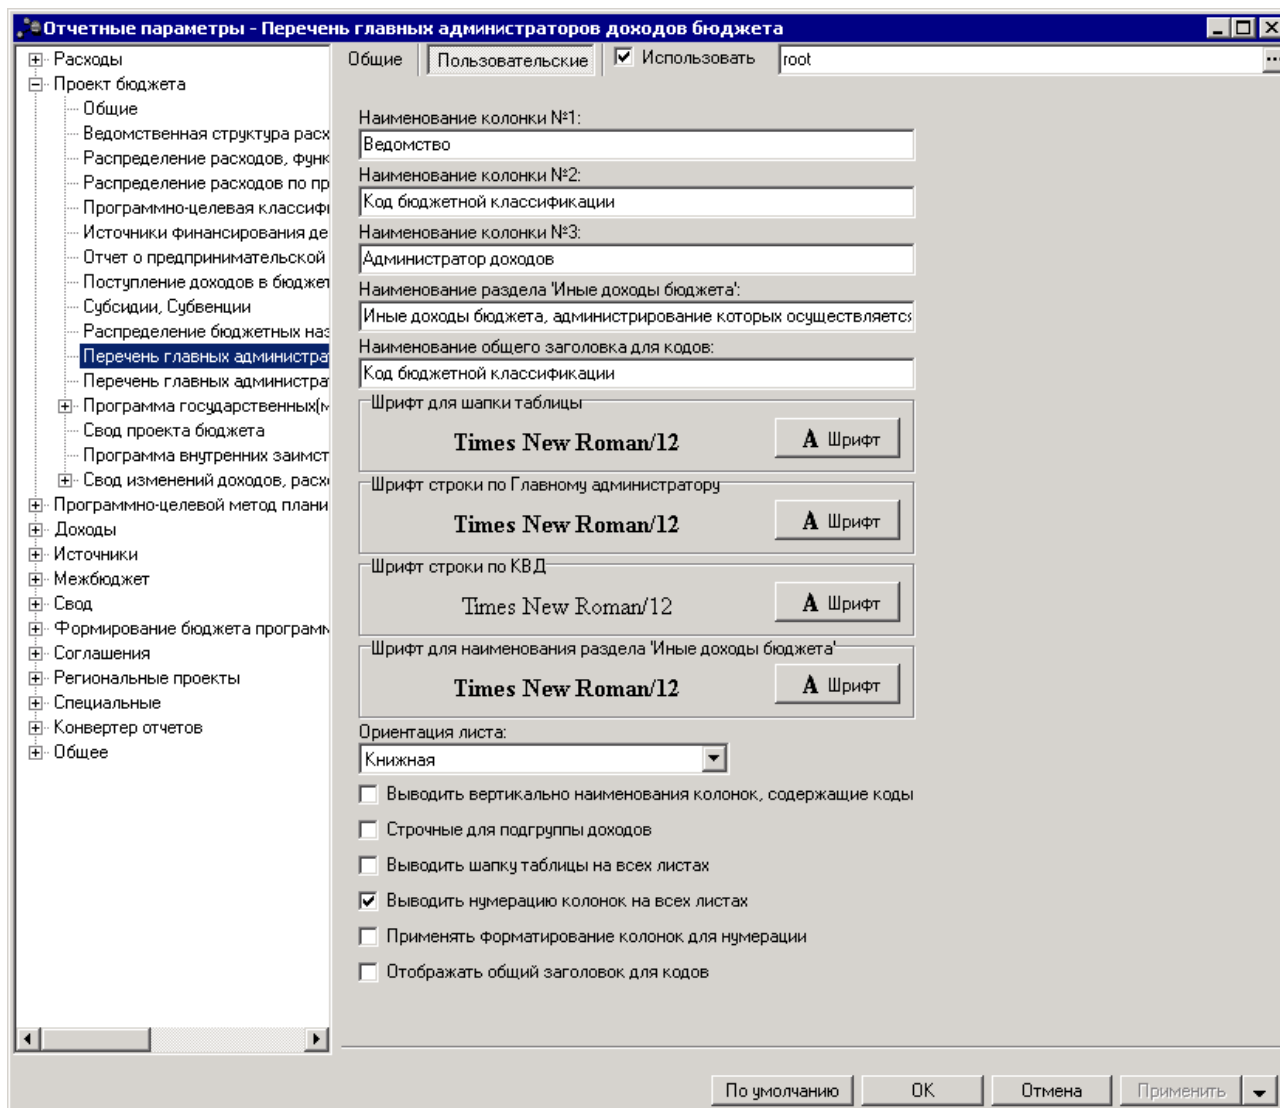 Отчетные параметры - Перечень главных администраторов доходов бюджета
Расходы
Проект бюджета
Общие
Ведомственная структура расх
Распределение расходов, функ
Распределение расходов по пр
Программно-целевая классифи
Источники финансирования де
Отчет о предпринимательской
Поступление доходов в бюджет
Субсидии, Субвенции
Распределение бюджетных наз
Перечень главных администра
Перечень главных администра
Программа государственных(м
Свод проекта бюджета
Программа внутренних заимст
Свод изменений доходов, расх
Программно-целевой метод плани
Доходы
Источники
Межбюджет
Свод
Формирование бюджета программ
Соглашения
Региональные проекты
Специальные
Конвертер отчетов
Общее
Общие Пользовательские Использовать root ...
Наименование колонки №1:
Ведомство
Наименование колонки №2:
Код бюджетной классификации
Наименование колонки №3:
Администратор доходов
Наименование раздела 'Иные доходы бюджета':
Иные доходы бюджета, администрирование которых осуществляется
Наименование общего заголовка для кодов:
Код бюджетной классификации
Шрифт для шапки таблицы
Times New Roman/12 A Шрифт
Шрифт строки по Главному администратору
Times New Roman/12 A Шрифт
Шрифт строки по КВД
Times New Roman/12 A Шрифт
Шрифт для наименования раздела 'Иные доходы бюджета'
Times New Roman/12 A Шрифт
Ориентация листа:
Книжная
Выводить вертикально наименования колонок, содержащие коды
Строчные для подгруппы доходов
Выводить шапку таблицы на всех листах
Выводить нумерацию колонок на всех листах
Применять форматирование колонок для нумерации
Отображать общий заголовок для кодов
По умолчанию OK Отмена Применить